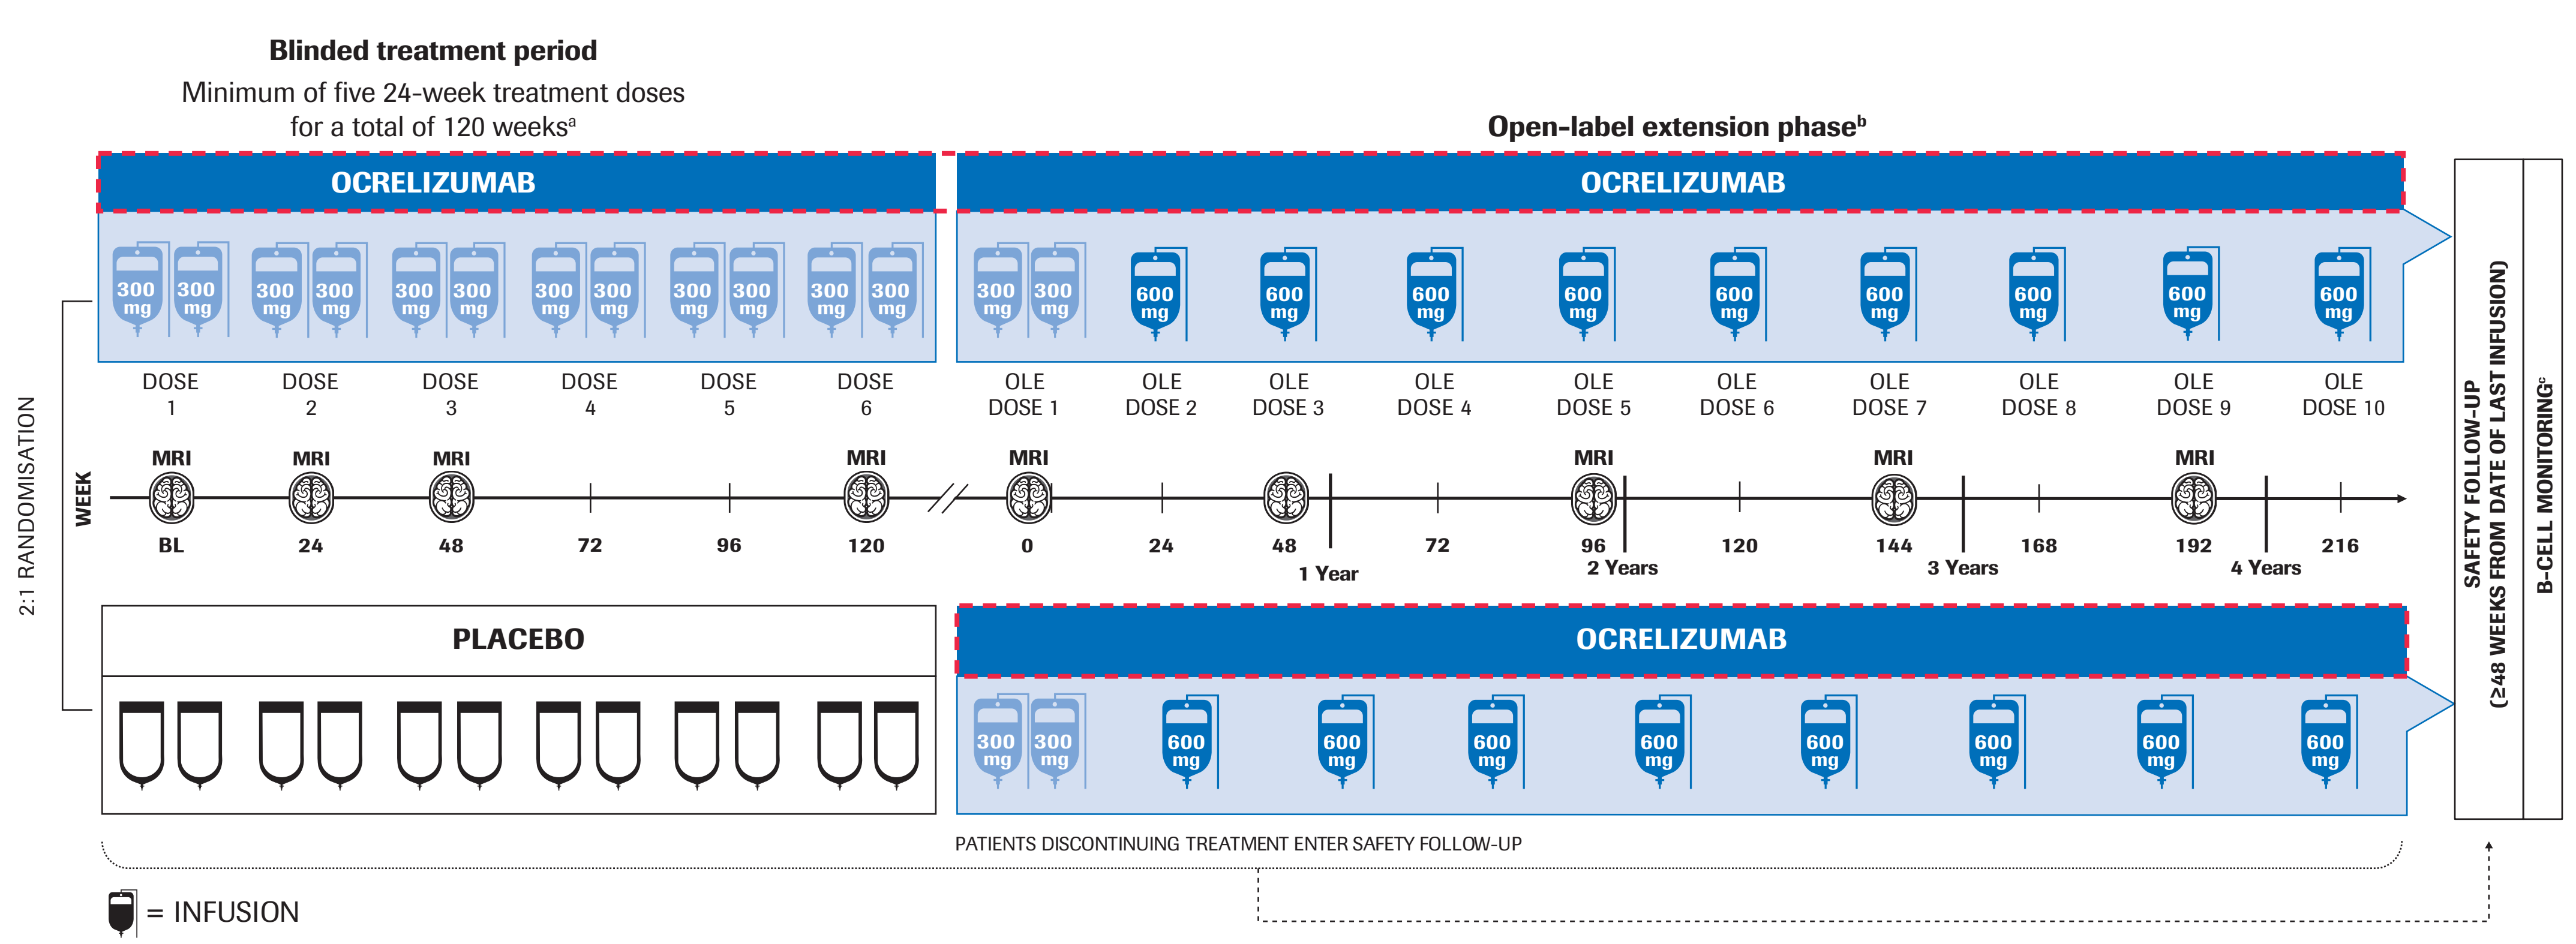 Blinded treatment period
Minimum of five 24-week treatment doses
for a total of 120 weeksᵃ
Open-label extension phaseᵇ
OCRELIZUMAB
OCRELIZUMAB
300 mg
300 mg
300 mg
300 mg
300 mg
300 mg
300 mg
300 mg
300 mg
300 mg
300 mg
300 mg
300 mg
300 mg
600 mg
600 mg
600 mg
600 mg
600 mg
600 mg
600 mg
600 mg
600 mg
DOSE 1
DOSE 2
DOSE 3
DOSE 4
DOSE 5
DOSE 6
OLE DOSE 1
OLE DOSE 2
OLE DOSE 3
OLE DOSE 4
OLE DOSE 5
OLE DOSE 6
OLE DOSE 7
OLE DOSE 8
OLE DOSE 9
OLE DOSE 10
2:1 RANDOMISATION
WEEK
MRI MRI MRI MRI MRI MRI MRI MRI
BL 24 48 72 96 120 0 24 48 72 96 120 144 168 192 216
1 Year 2 Years 3 Years 4 Years
PLACEBO
OCRELIZUMAB
300 mg
300 mg
600 mg
600 mg
600 mg
600 mg
600 mg
600 mg
600 mg
600 mg
SAFETY FOLLOW-UP
(≥48 WEEKS FROM DATE OF LAST INFUSION)
B-CELL MONITORINGᶜ
PATIENTS DISCONTINUING TREATMENT ENTER SAFETY FOLLOW-UP
= INFUSION